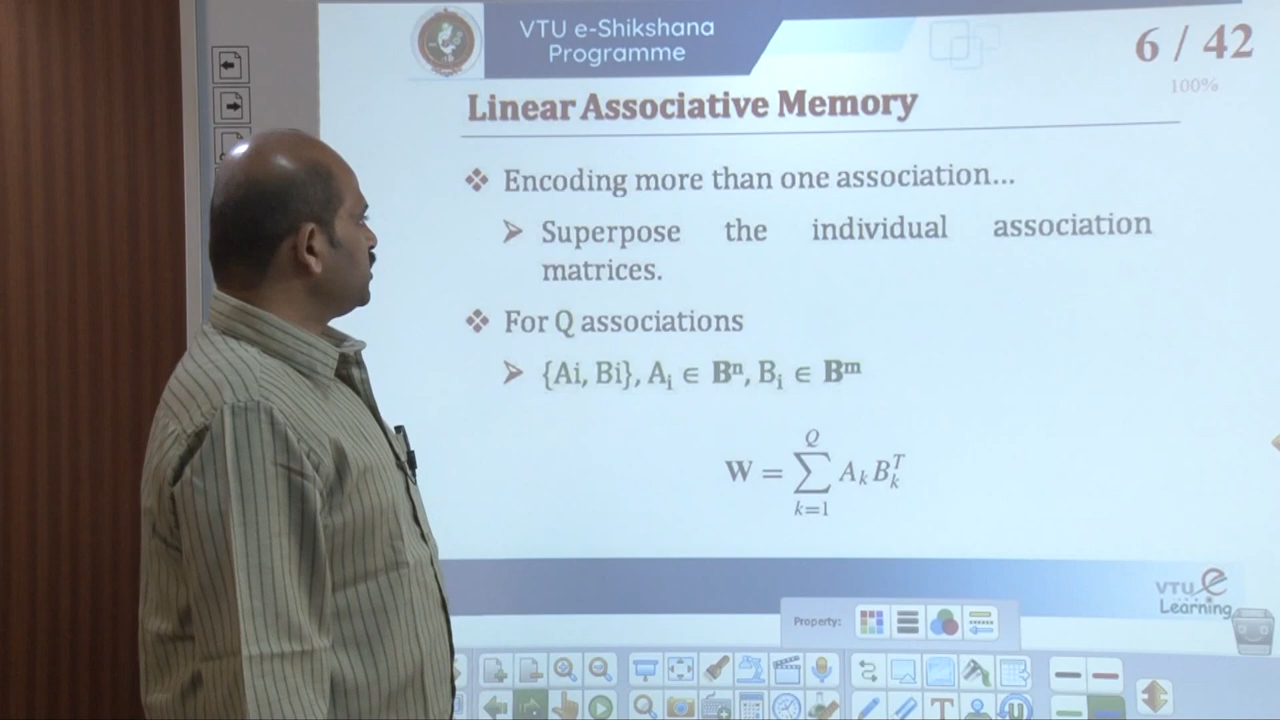 VTU e-Shikshana
Programme
6 / 42
100%
Linear Associative Memory
❖ Encoding more than one association...
➢ Superpose the individual association
matrices.
❖ For Q associations
➢ {Ai, Bi}, Aᵢ ∈ Bⁿ, Bᵢ ∈ Bᵐ
Q
W = ∑ AₖBₖᵀ
k=1
VTU e
Learning
Property: